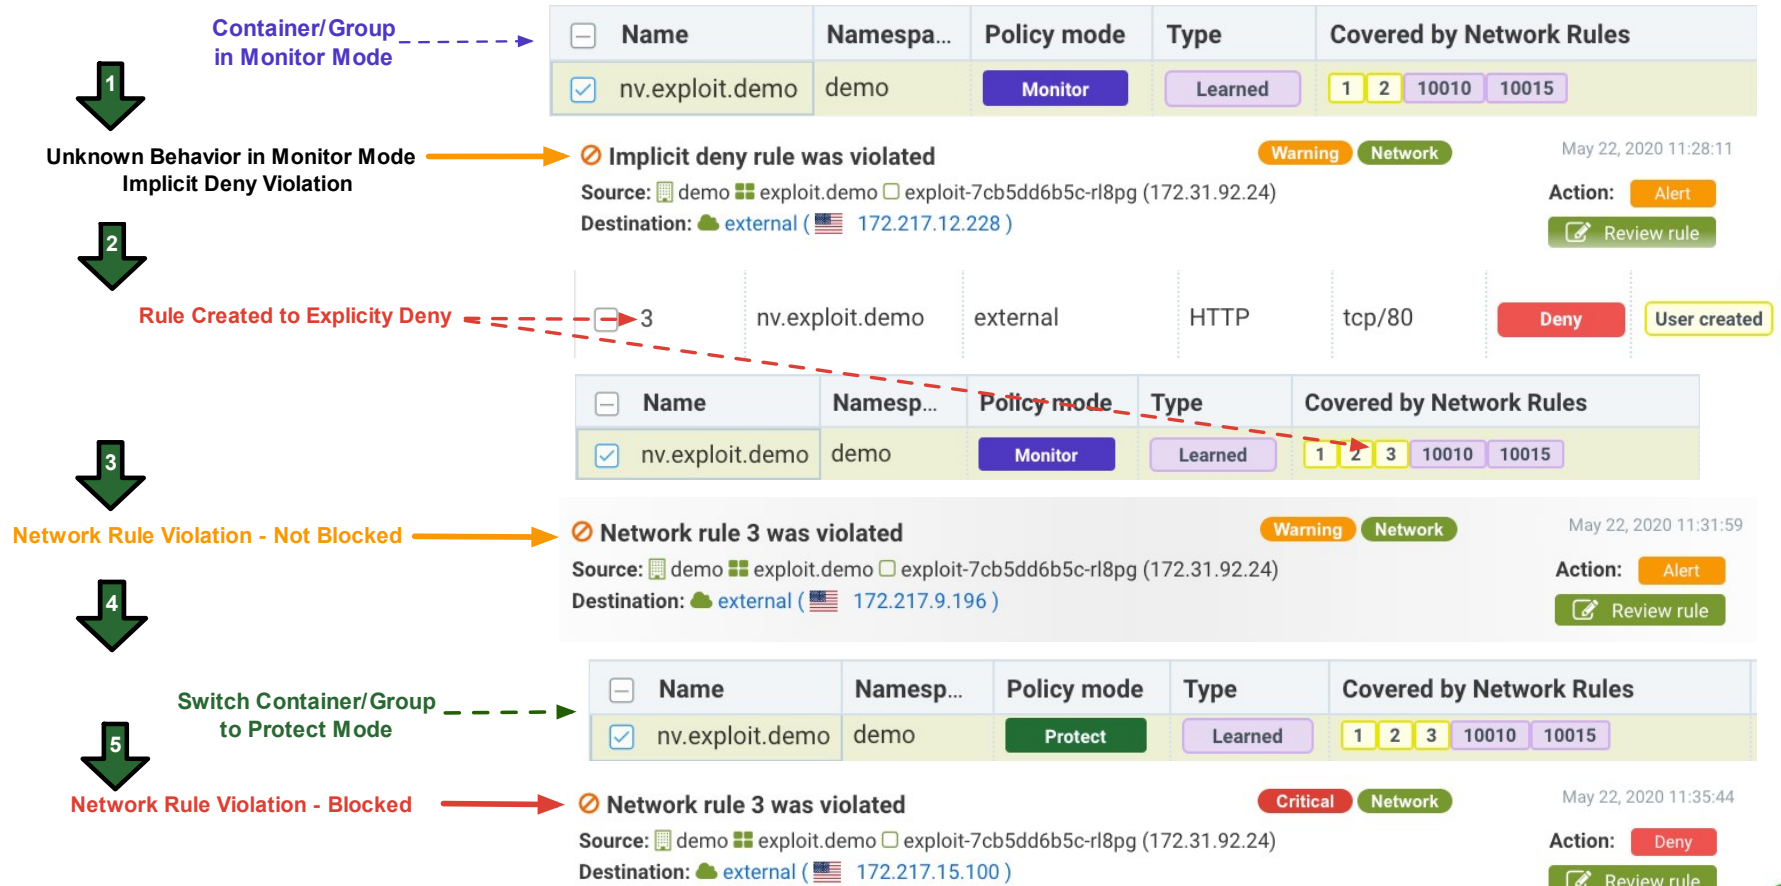 Container/Group
in Monitor Mode
Name Namespa... Policy mode Type Covered by Network Rules
nv.exploit.demo demo Monitor Learned 1 2 10010 10015
1
Unknown Behavior in Monitor Mode
Implicit Deny Violation
Implicit deny rule was violated Warning Network May 22, 2020 11:28:11
Source: demo exploit.demo exploit-7cb5dd6b5c-rl8pg (172.31.92.24) Action: Alert
Destination: external ( 172.217.12.228 ) Review rule
2
Rule Created to Explicity Deny
3 nv.exploit.demo external HTTP tcp/80 Deny User created
Name Namesp... Policy mode Type Covered by Network Rules
nv.exploit.demo demo Monitor Learned 1 2 3 10010 10015
3
Network Rule Violation - Not Blocked
Network rule 3 was violated Warning Network May 22, 2020 11:31:59
Source: demo exploit.demo exploit-7cb5dd6b5c-rl8pg (172.31.92.24) Action: Alert
Destination: external ( 172.217.9.196 ) Review rule
4
Switch Container/Group
to Protect Mode
Name Namesp... Policy mode Type Covered by Network Rules
nv.exploit.demo demo Protect Learned 1 2 3 10010 10015
5
Network Rule Violation - Blocked
Network rule 3 was violated Critical Network May 22, 2020 11:35:44
Source: demo exploit.demo exploit-7cb5dd6b5c-rl8pg (172.31.92.24) Action: Deny
Destination: external ( 172.217.15.100 ) Review rule